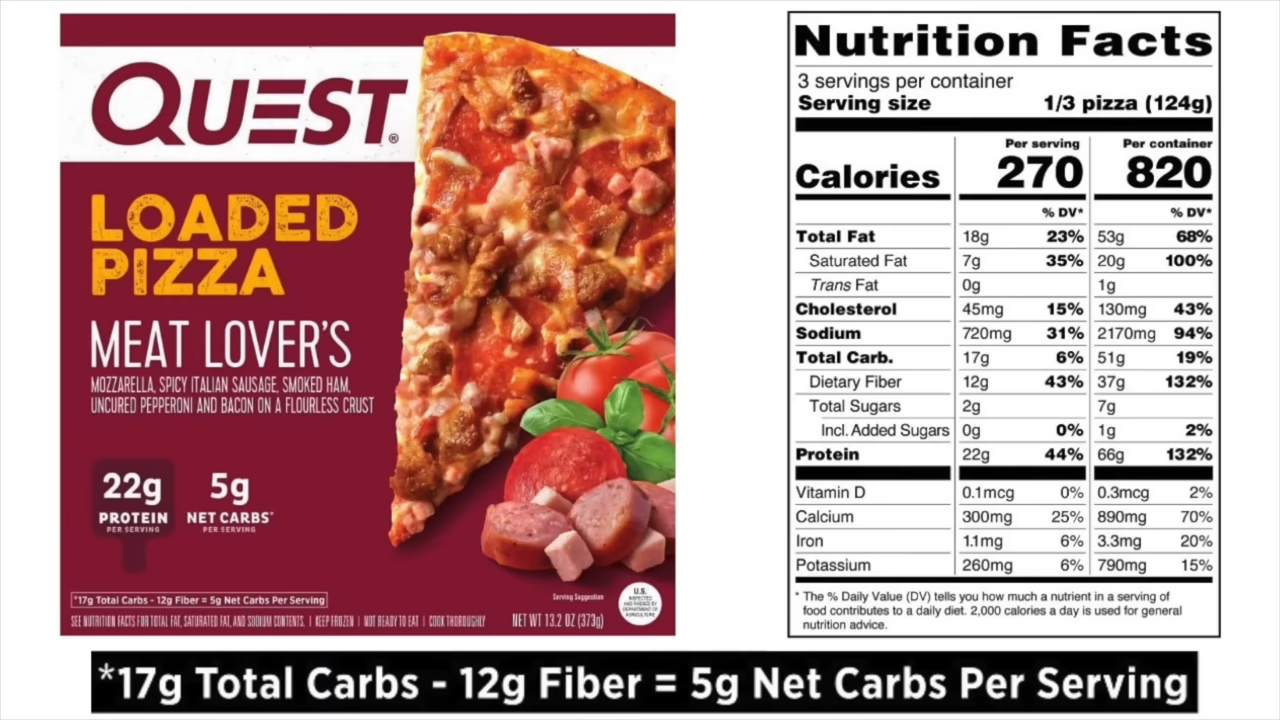 QUEST®
LOADED
PIZZA
MEAT LOVER'S
MOZZARELLA, SPICY ITALIAN SAUSAGE, SMOKED HAM,
UNCURED PEPPERONI AND BACON ON A FLOURLESS CRUST
22g 5g
PROTEIN NET CARBS*
PER SERVING PER SERVING
*17g Total Carbs - 12g Fiber = 5g Net Carbs Per Serving
Serving Suggestion
U.S.
INSPECTED
AND PASSED BY
DEPARTMENT OF
AGRICULTURE
SEE NUTRITION FACTS FOR TOTAL FAT, SATURATED FAT, AND SODIUM CONTENTS. | KEEP FROZEN | NOT READY TO EAT | COOK THOROUGHLY
NET WT 13.2 OZ (373g)
Nutrition Facts
3 servings per container
Serving size 1/3 pizza (124g)
Per serving Per container
Calories 270 820
% DV* % DV*
Total Fat 18g 23% 53g 68%
Saturated Fat 7g 35% 20g 100%
Trans Fat 0g 1g
Cholesterol 45mg 15% 130mg 43%
Sodium 720mg 31% 2170mg 94%
Total Carb. 17g 6% 51g 19%
Dietary Fiber 12g 43% 37g 132%
Total Sugars 2g 7g
Incl. Added Sugars 0g 0% 1g 2%
Protein 22g 44% 66g 132%
Vitamin D 0.1mcg 0% 0.3mcg 2%
Calcium 300mg 25% 890mg 70%
Iron 1.1mg 6% 3.3mg 20%
Potassium 260mg 6% 790mg 15%
* The % Daily Value (DV) tells you how much a nutrient in a serving of
food contributes to a daily diet. 2,000 calories a day is used for general
nutrition advice.
*17g Total Carbs - 12g Fiber = 5g Net Carbs Per Serving